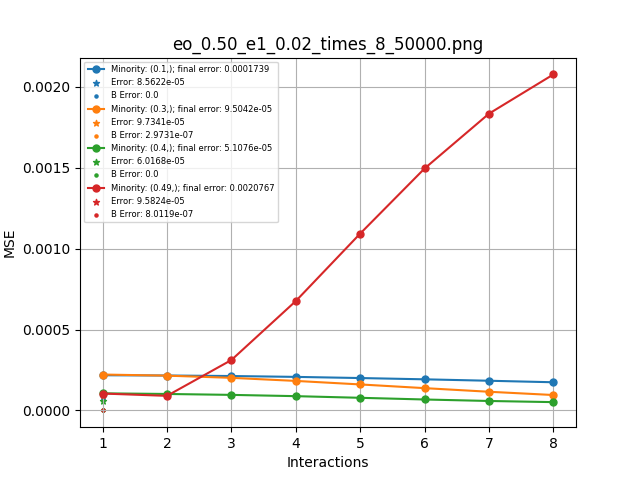 eo_0.50_e1_0.02_times_8_50000.png
Minority: (0.1,); final error: 0.0001739
Error: 8.5622e-05
B Error: 0.0
Minority: (0.3,); final error: 9.5042e-05
Error: 9.7341e-05
B Error: 2.9731e-07
Minority: (0.4,); final error: 5.1076e-05
Error: 6.0168e-05
B Error: 0.0
Minority: (0.49,); final error: 0.0020767
Error: 9.5824e-05
B Error: 8.0119e-07
0.0020
0.0015
0.0010
0.0005
0.0000
MSE
1 2 3 4 5 6 7 8
Interactions